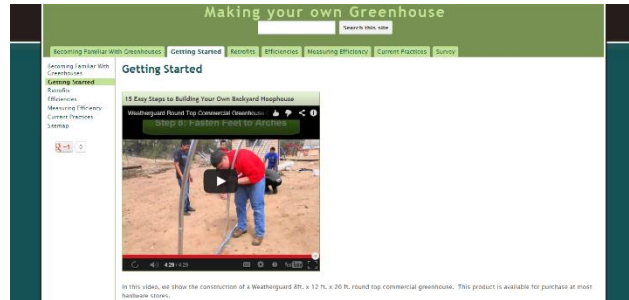 Making your own Greenhouse
Search this site
Becoming Familiar With Greenhouses Getting Started Retrofits Efficiencies Measuring Efficiency Current Practices Survey
Becoming Familiar With
Greenhouses
Getting Started
Retrofits
Efficiencies
Measuring Efficiency
Current Practices
Sitemap
Getting Started
15 Easy Steps to Building Your Own Backyard Hoophouse
Weatherguard Round Top Commercial Greenhouse
Step 8: Fasten Feet to Arches
4:29 / 4:29
In this video, we show the construction of a Weatherguard 8ft. x 12 ft. x 20 ft. round top commercial greenhouse. This product is available for purchase at most
hardware stores.